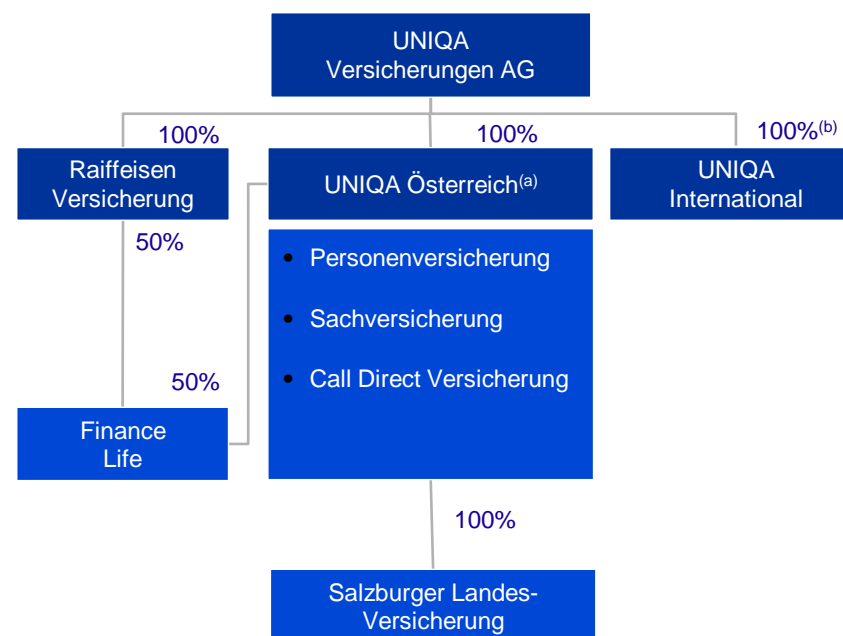 UNIQA
Versicherungen AG
100%
100%
100%(b)
Raiffeisen
Versicherung
UNIQA Österreich(a)
UNIQA
International
50%
• Personenversicherung
• Sachversicherung
• Call Direct Versicherung
50%
Finance
Life
100%
Salzburger Landes-
Versicherung